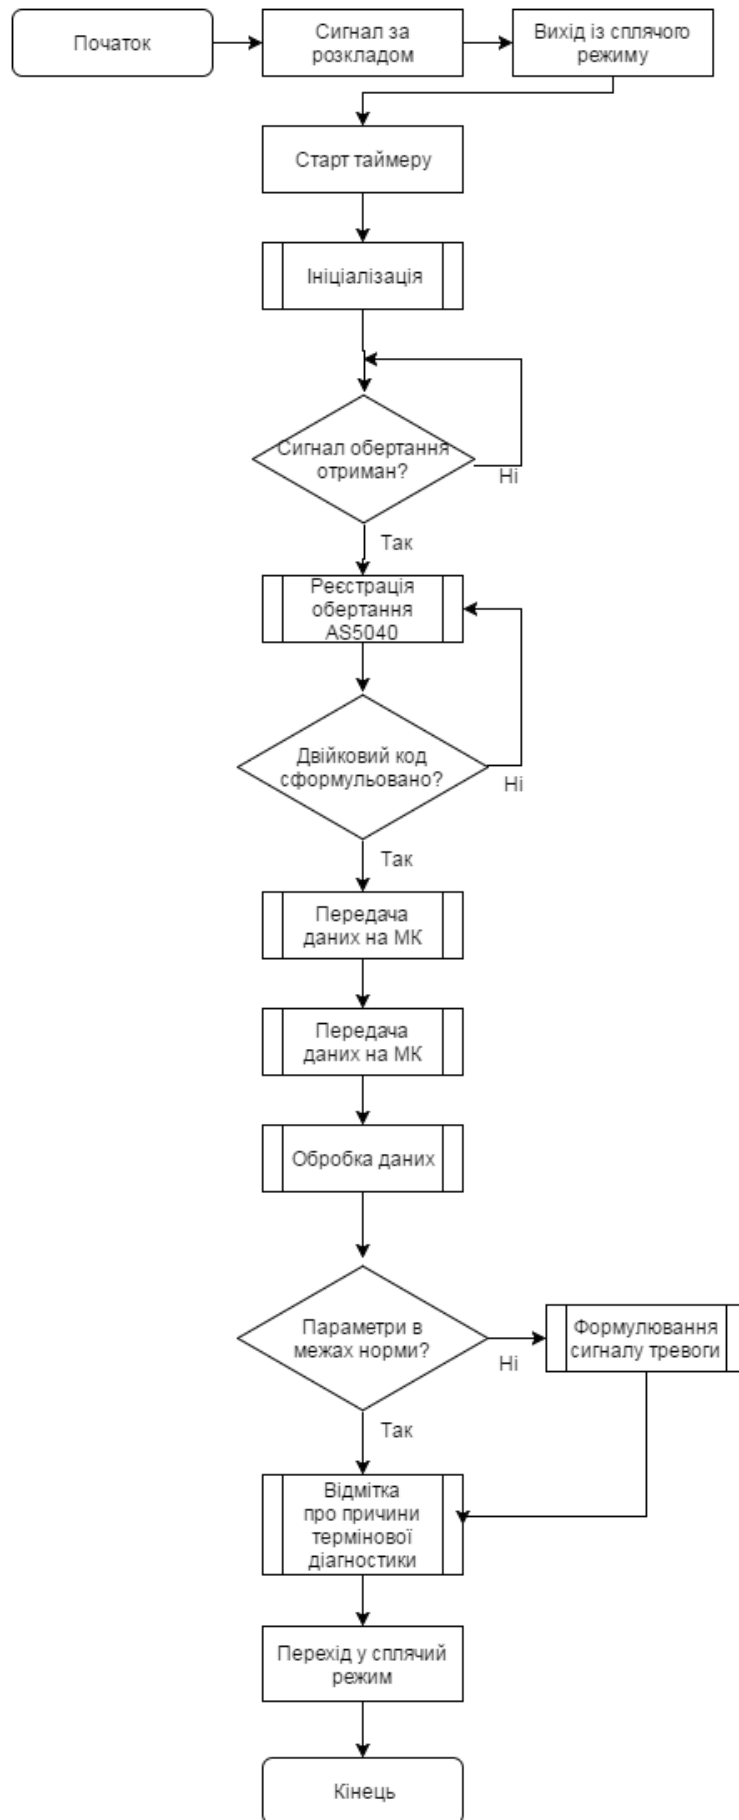 Початок
Сигнал за
розкладом
Вихід із сплячого
режиму
Старт таймеру
Ініціалізація
Сигнал обертання
отриман?
Ні
Так
Реєстрація
обертання
AS5040
Двійковий код
сформульовано?
Ні
Так
Передача
даних на МК
Передача
даних на МК
Обробка даних
Параметри в
межах норми?
Ні
Формулювання
сигналу тревоги
Так
Відмітка
про причини
термінової
діагностики
Перехід у сплячий
режим
Кінець